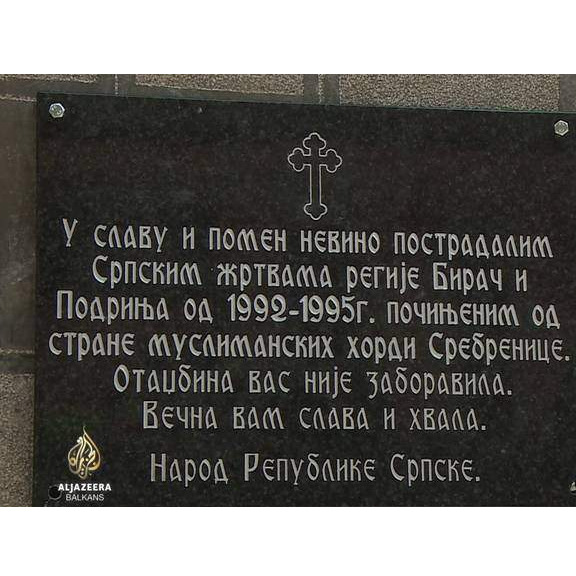 У СЛАВУ И ПОМЕН НЕВИНО ПОСТРАДАЛИМ
СРПСКИМ ЖРТВАМА РЕГИЈЕ БИРАЧ И
ПОДРИЊА ОД 1992-1995г. ПОЧИЊЕНИМ ОД
СТРАНЕ МУСЛИМАНСКИХ ХОРДИ СРЕБРЕНИЦЕ.
ОТАЏБИНА ВАС НИЈЕ ЗАБОРАВИЛА.
ВЕЧНА ВАМ СЛАВА И ХВАЛА.
НАРОД РЕПУБЛИКЕ СРПСКЕ.
ALJAZEERA
BALKANS